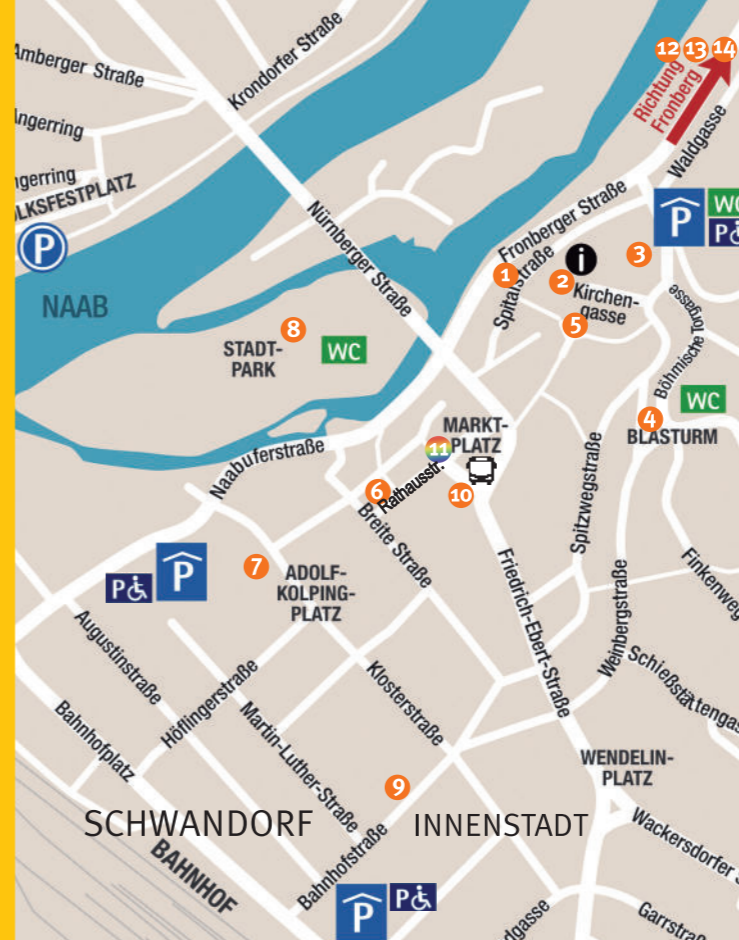 Amberger Straße
Krondorfer Straße
12 13 14
Richtung
Fronberg
Angerring
Waldgasse
ngerring
LKSFESTPLATZ
P
WC
P
Nürnberger Straße
Fronberger Straße
P
i
3
1
2
Spitalstraße
Kirchen-
gasse
5
NAAB
8
STADT-
PARK
WC
Böhmische Torgasse
WC
4
BLASTURM
MARKT-
PLATZ
11
Naabuferstraße
6
Rathausstr.
10
Breite Straße
Spitzwegstraße
7
ADOLF-
KOLPING-
PLATZ
P
P
Friedrich-Ebert-Straße
Weinbergstraße
Finkenweg
Augustinstraße
Schießstättengas
Höflingerstraße
Klosterstraße
Bahnhofplatz
Martin-Luther-Straße
WENDELIN-
PLATZ
9
SCHWANDORF
INNENSTADT
Wackersdorfer S
BAHNHOF
Bahnhofstraße
P
P
dgasse
Garrstraß